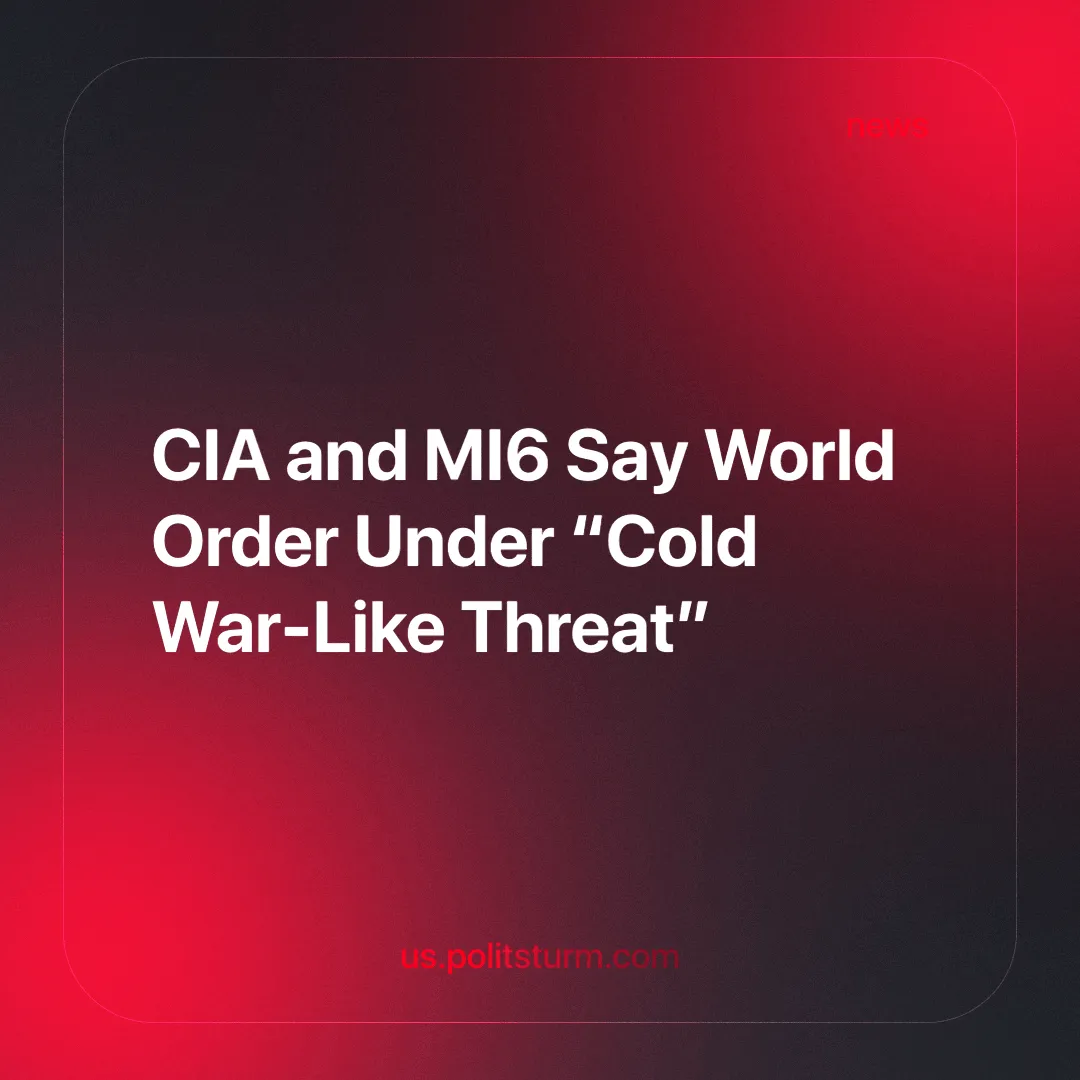 news
CIA and MI6 Say World
Order Under “Cold
War-Like Threat”
us.politsturm.com